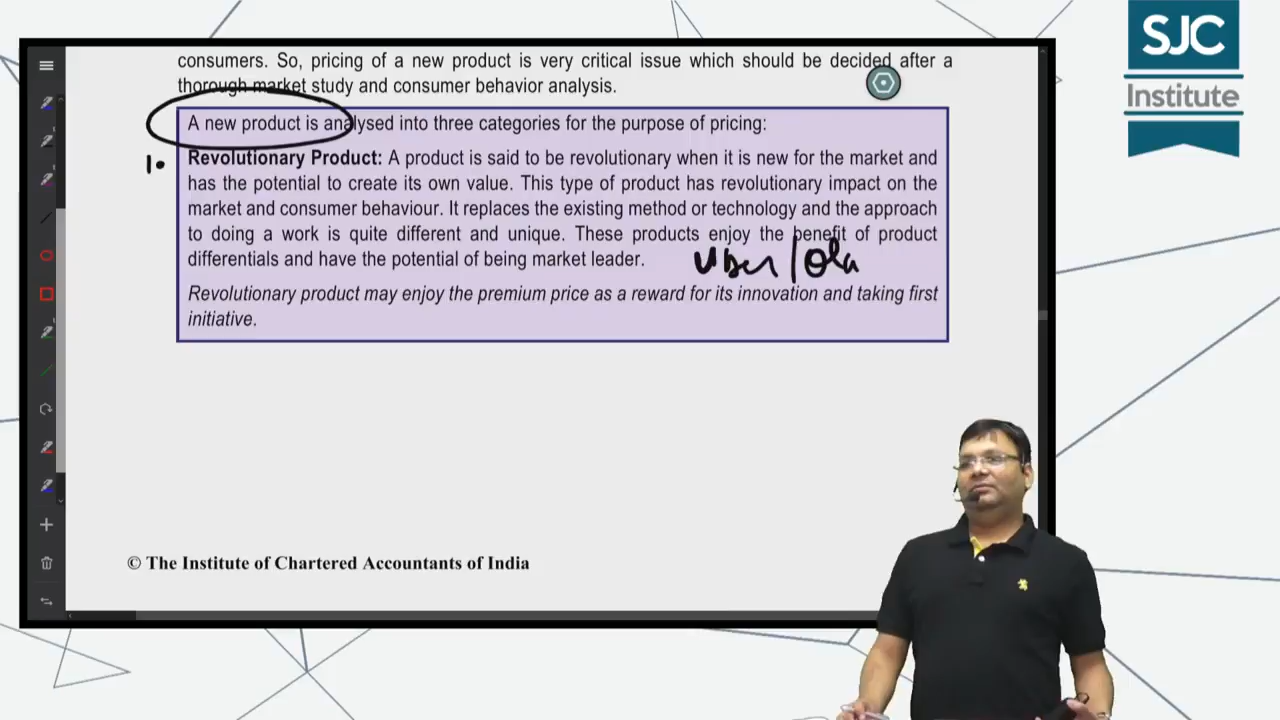 SJC
Institute
consumers. So, pricing of a new product is very critical issue which should be decided after a
thorough market study and consumer behavior analysis.
A new product is analysed into three categories for the purpose of pricing:
1.
Revolutionary Product: A product is said to be revolutionary when it is new for the market and
has the potential to create its own value. This type of product has revolutionary impact on the
market and consumer behaviour. It replaces the existing method or technology and the approach
to doing a work is quite different and unique. These products enjoy the benefit of product
differentials and have the potential of being market leader.
Uber/Ola
Revolutionary product may enjoy the premium price as a reward for its innovation and taking first
initiative.
© The Institute of Chartered Accountants of India